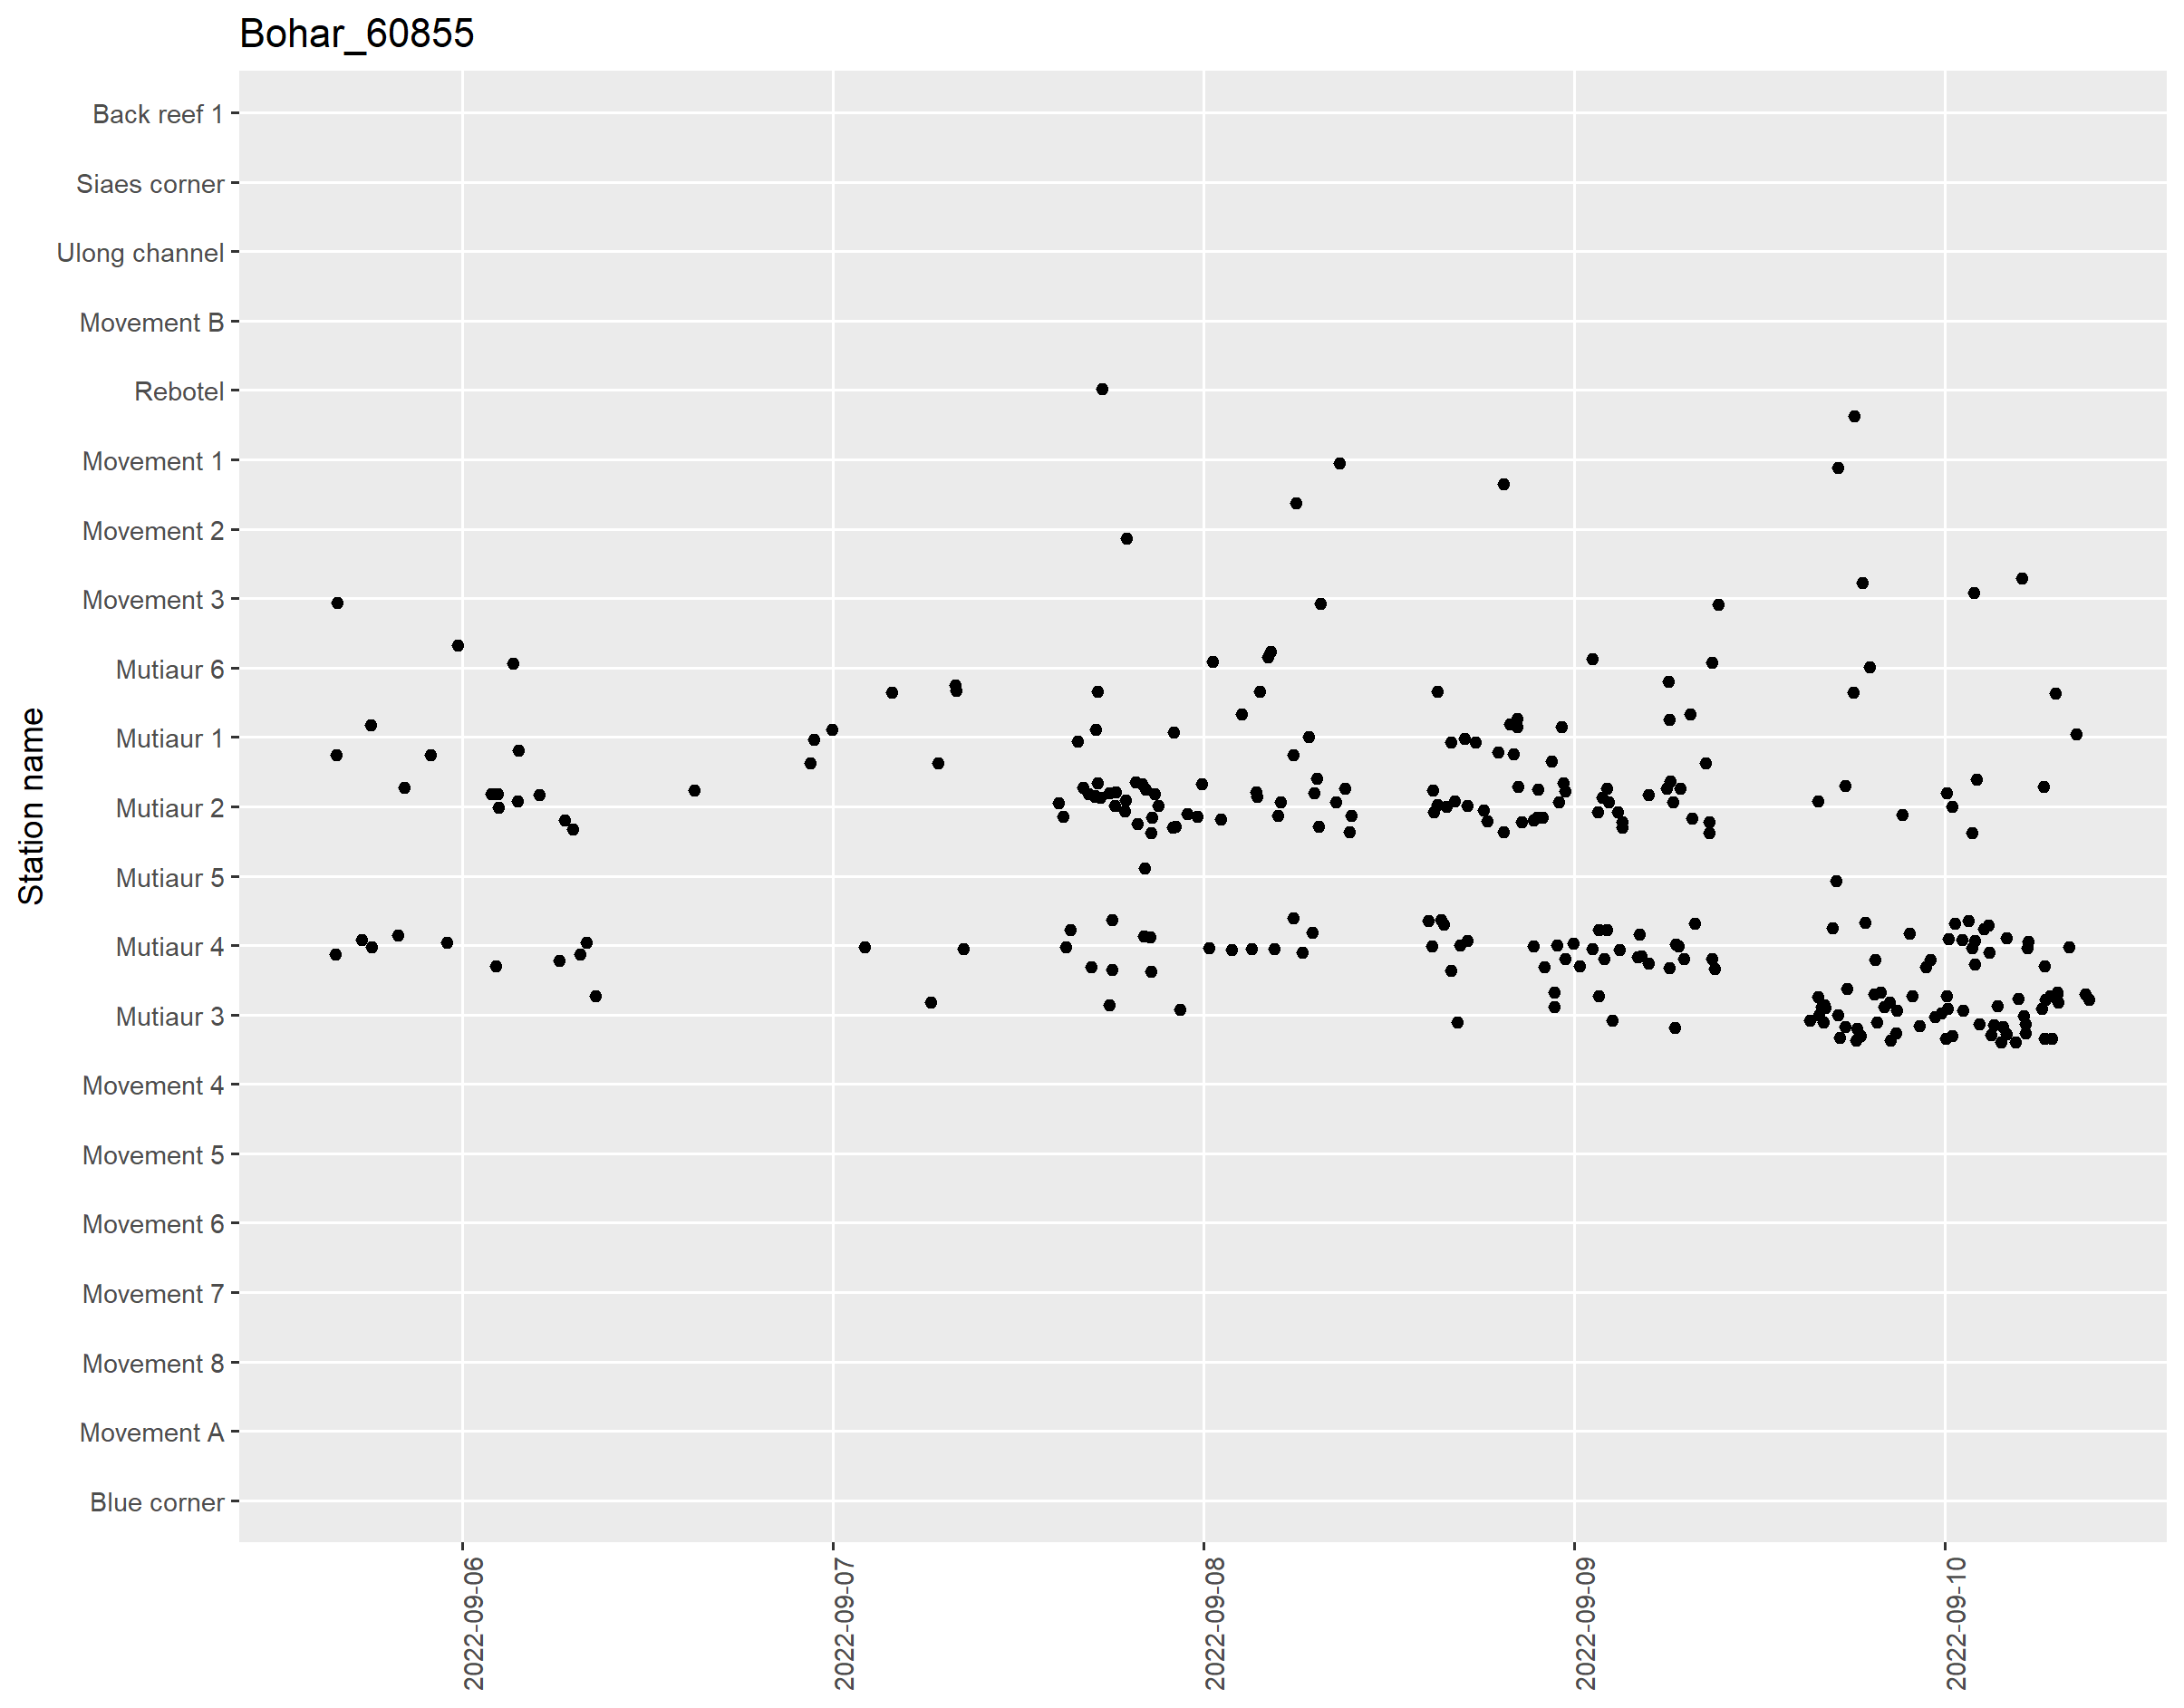 Bohar_60855
Station name
Back reef 1
Siaes corner
Ulong channel
Movement B
Rebotel
Movement 1
Movement 2
Movement 3
Mutiaur 6
Mutiaur 1
Mutiaur 2
Mutiaur 5
Mutiaur 4
Mutiaur 3
Movement 4
Movement 5
Movement 6
Movement 7
Movement 8
Movement A
Blue corner
2022-09-06
2022-09-07
2022-09-08
2022-09-09
2022-09-10